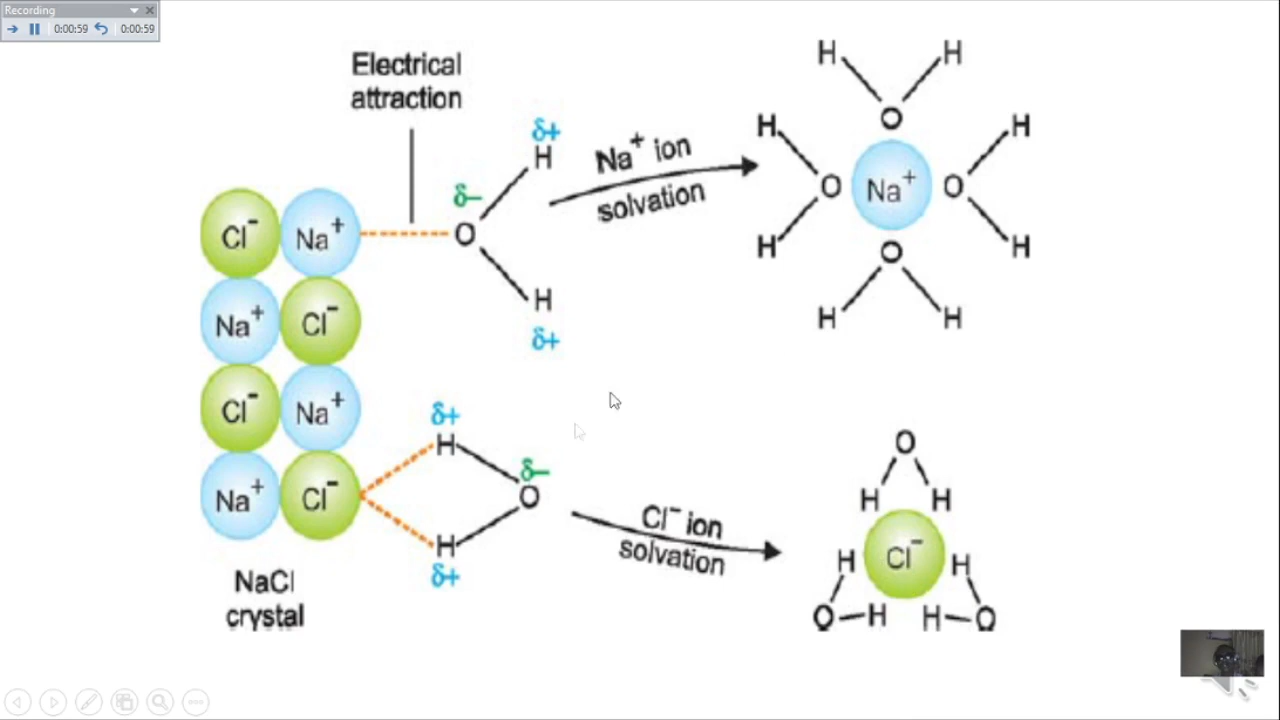 Recording
0:00:59
0:00:59
Electrical
attraction
δ+
H
δ−
O
H
δ+
Na⁺ ion
solvation
H H
O
H H
O Na⁺ O
H H
O
H H
Cl⁻ Na⁺
Na⁺ Cl⁻
Cl⁻ Na⁺
Na⁺ Cl⁻
NaCl
crystal
δ+
H
δ−
O
H
δ+
Cl⁻ ion
solvation
O
H H
Cl⁻
H H
O H H O